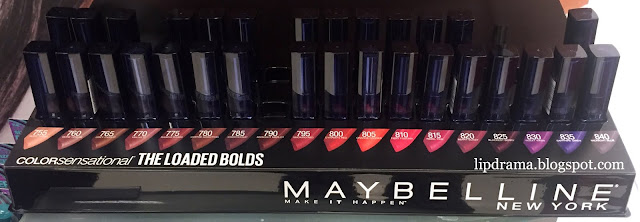 755 760 765 770 775 780 785 790 795 800 805 810 815 820 825 830 835 840
COLORsensational® THE LOADED BOLDS
lipdrama.blogspot.com
MAYBELLINE®
MAKE IT HAPPEN™ NEW YORK